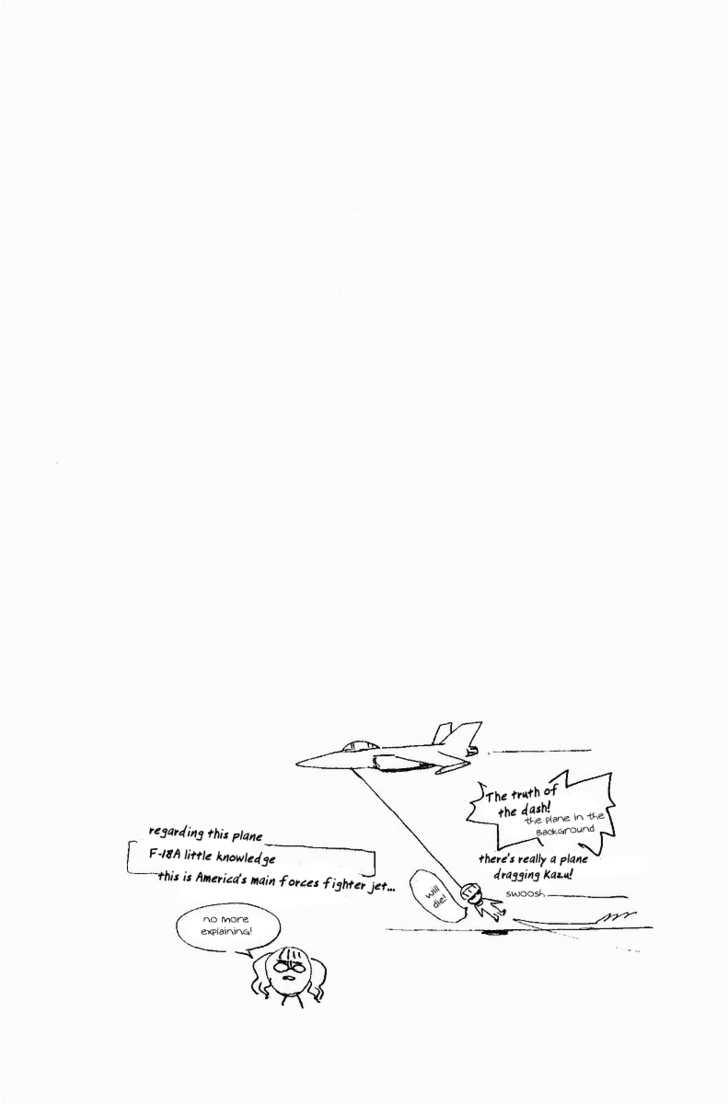 The truth of
the dash!
the plane in the
background
there's really a plane
dragging Kazu!
swoosh
will
die!
regarding this plane
F-18A little knowledge
this is America's main forces fighter jet...
no more
explaining!